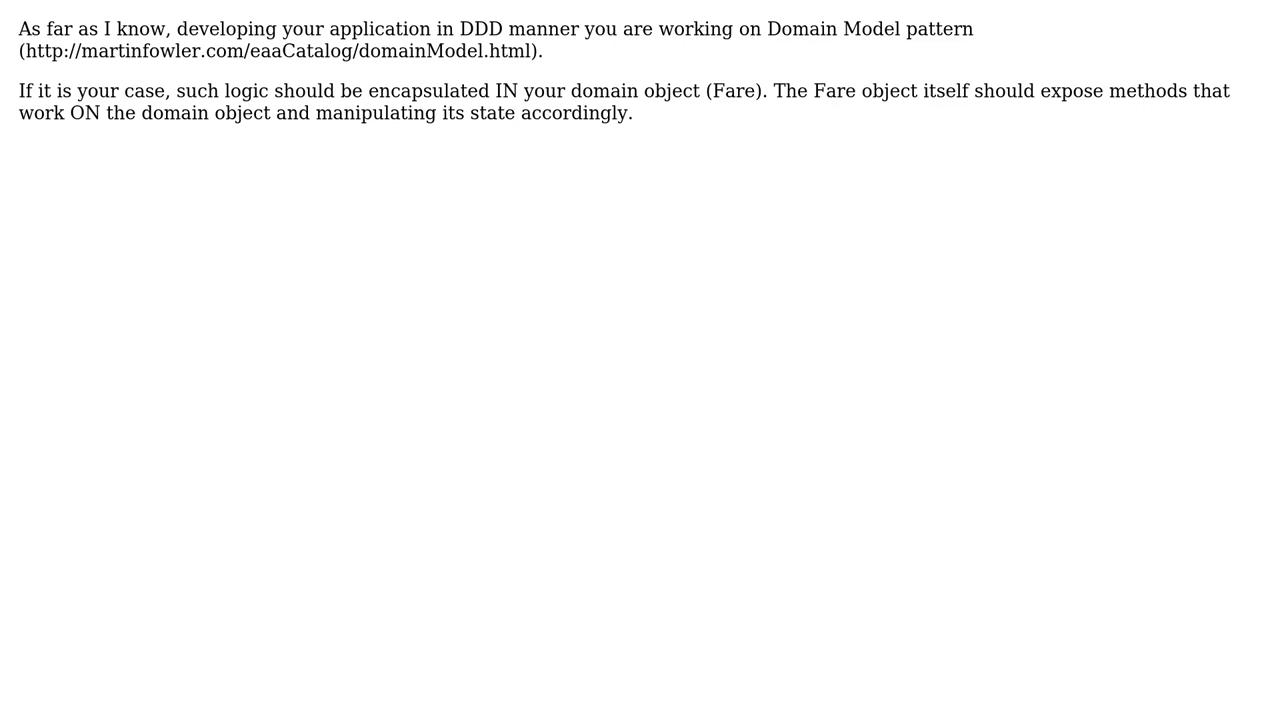 As far as I know, developing your application in DDD manner you are working on Domain Model pattern
(http://martinfowler.com/eaaCatalog/domainModel.html).
If it is your case, such logic should be encapsulated IN your domain object (Fare). The Fare object itself should expose methods that
work ON the domain object and manipulating its state accordingly.